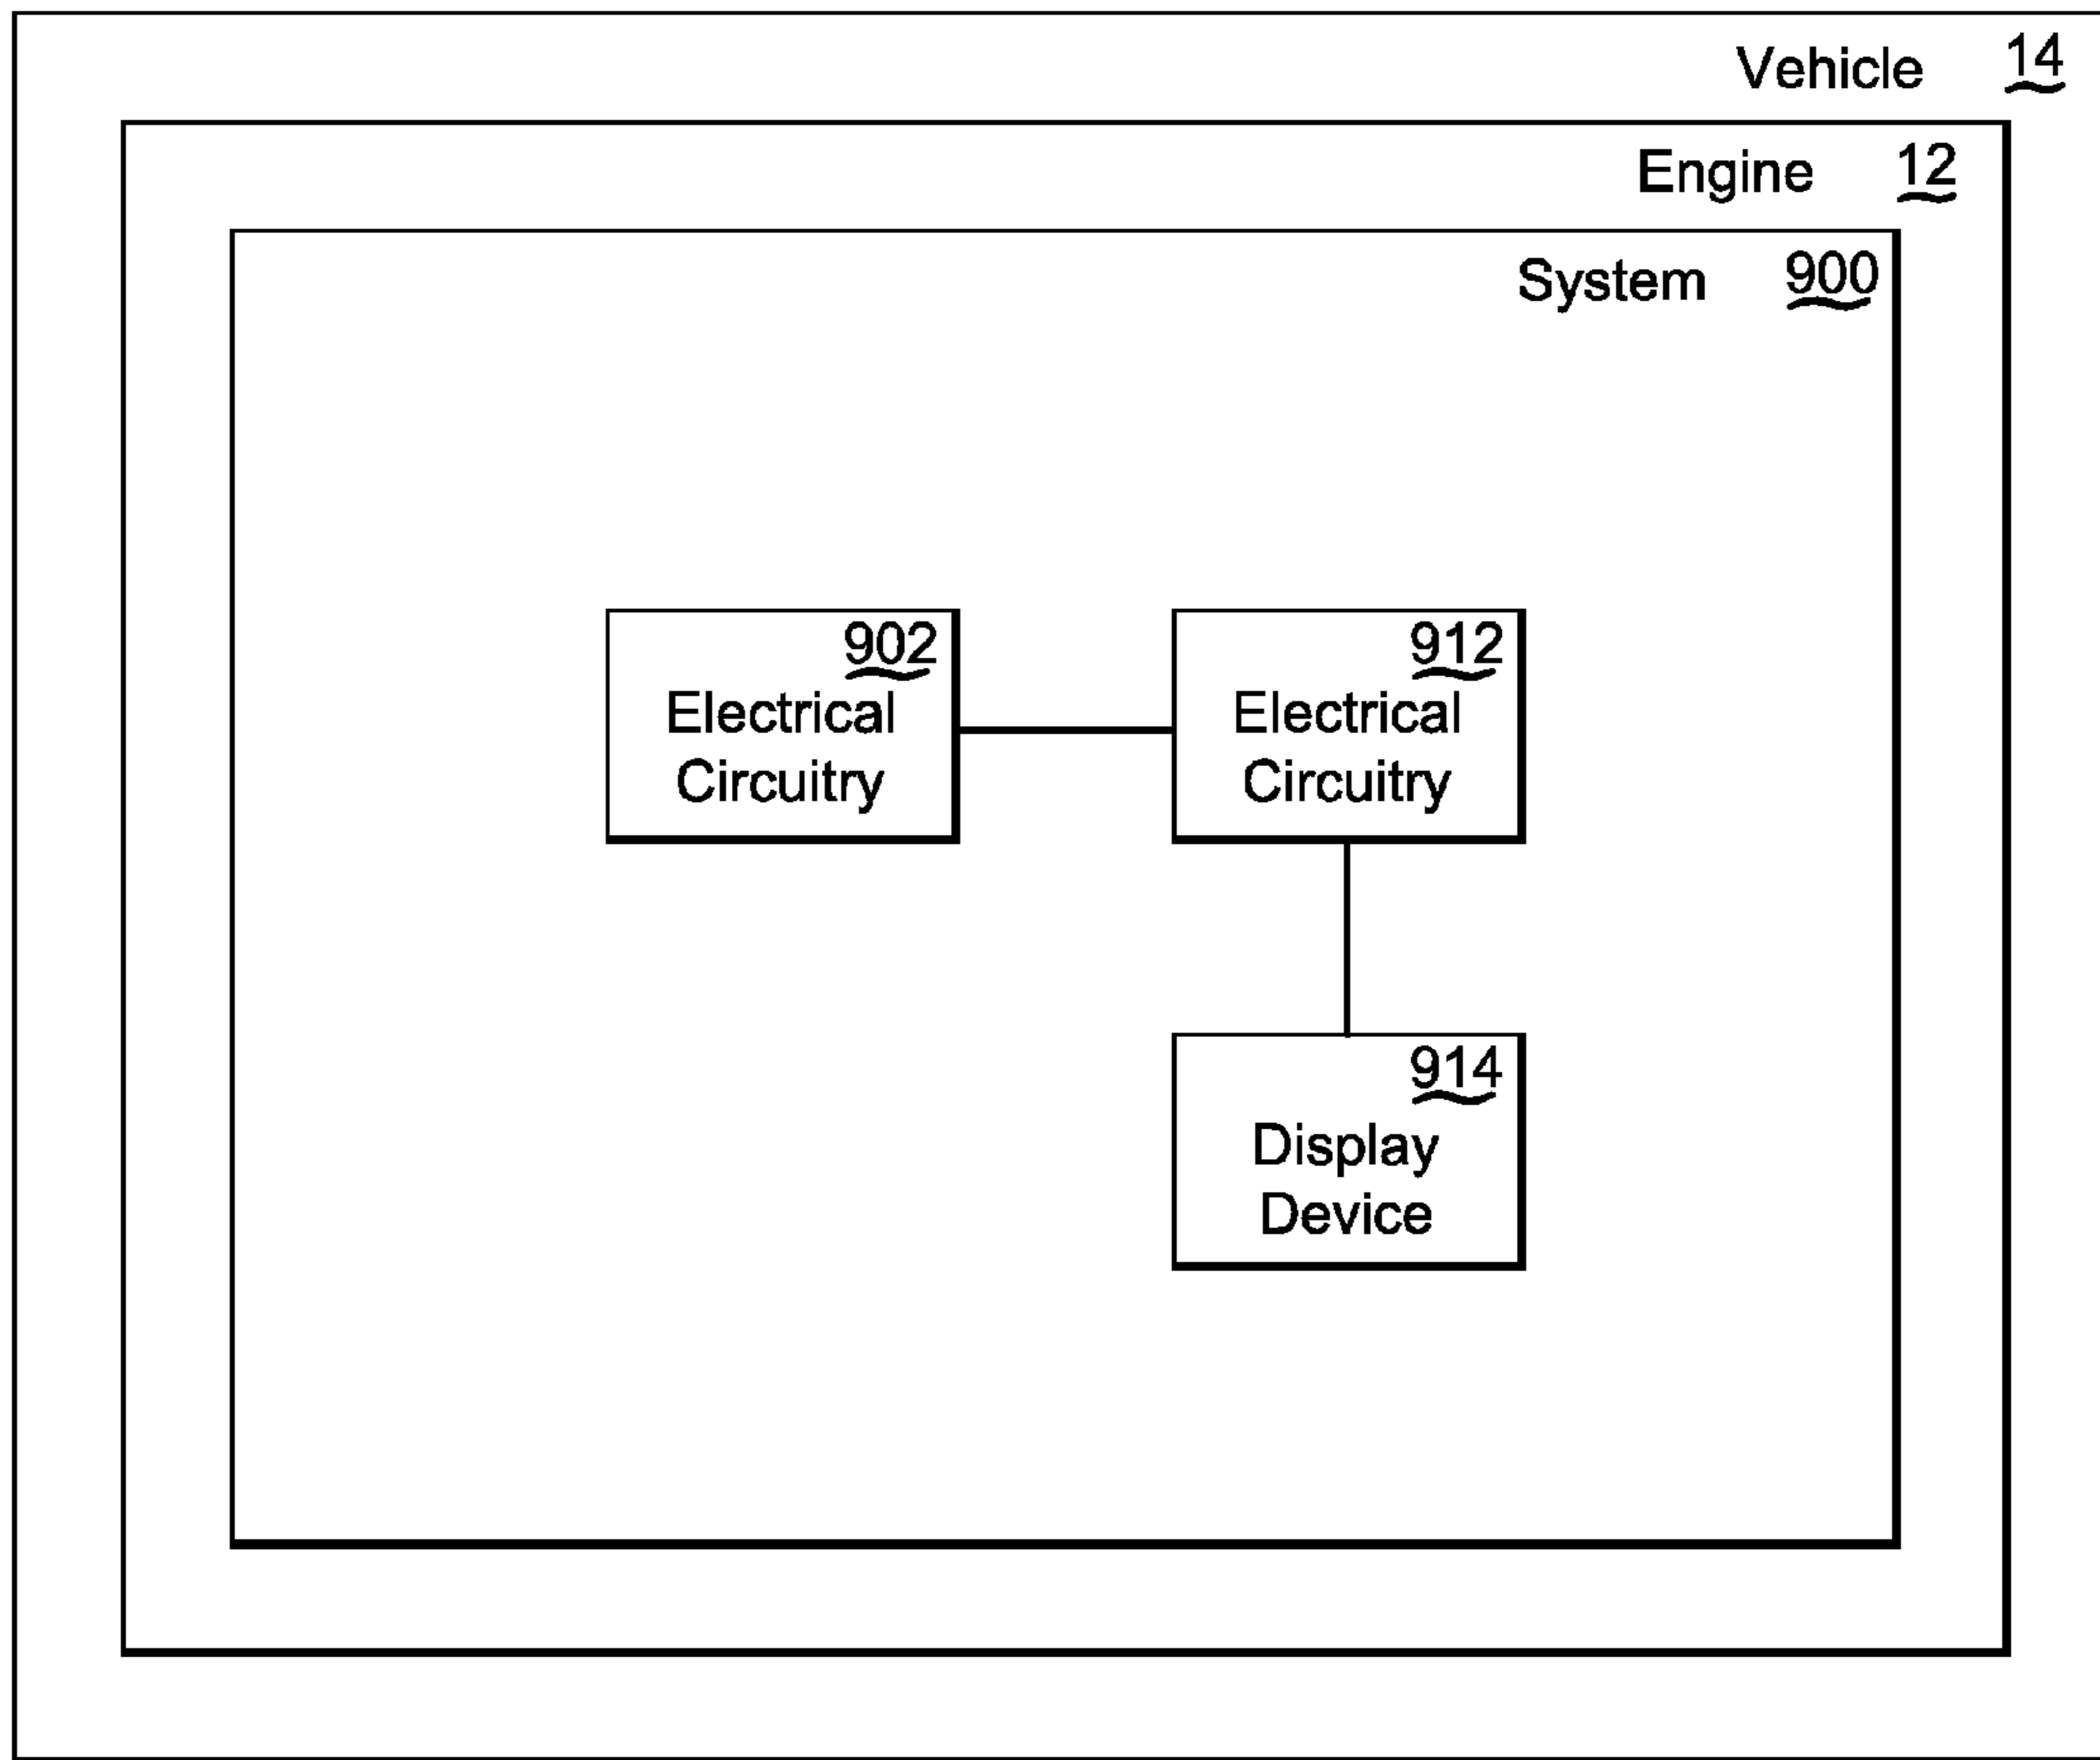 Vehicle 14
Engine 12
System 900
902
Electrical
Circuitry
912
Electrical
Circuitry
914
Display
Device